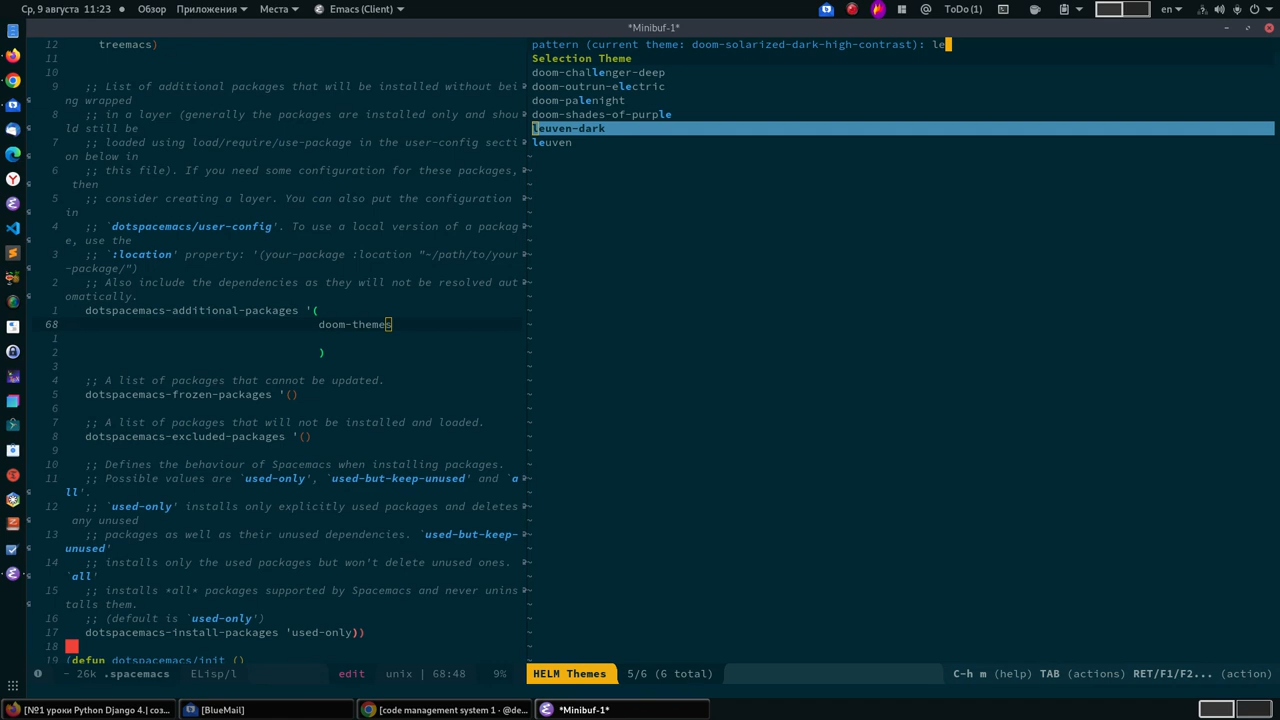 Ср, 9 августа 11:23 Обзор Приложения Места Emacs (Client) ToDo (1) en
*Minibuf-1*
12 treemacs)
11
10
9 ;; List of additional packages that will be installed without bei
ng wrapped
8 ;; in a layer (generally the packages are installed only and shou
ld still be
7 ;; loaded using load/require/use-package in the user-config secti
on below in
6 ;; this file). If you need some configuration for these packages,
then
5 ;; consider creating a layer. You can also put the configuration
in
4 ;; `dotspacemacs/user-config'. To use a local version of a packag
e, use the
3 ;; `:location' property: '(your-package :location "~/path/to/your
-package/")
2 ;; Also include the dependencies as they will not be resolved aut
omatically.
1 dotspacemacs-additional-packages '(
68 doom-themes
1
2 )
3
4 ;; A list of packages that cannot be updated.
5 dotspacemacs-frozen-packages '()
6
7 ;; A list of packages that will not be installed and loaded.
8 dotspacemacs-excluded-packages '()
9
10 ;; Defines the behaviour of Spacemacs when installing packages.
11 ;; Possible values are `used-only', `used-but-keep-unused' and `a
ll'.
12 ;; `used-only' installs only explicitly used packages and deletes
any unused
13 ;; packages as well as their unused dependencies. `used-but-keep-
unused'
14 ;; installs only the used packages but won't delete unused ones.
`all'
15 ;; installs *all* packages supported by Spacemacs and never unins
talls them.
16 ;; (default is `used-only')
17 dotspacemacs-install-packages 'used-only))
18
19 (defun dotspacemacs/init ()
- 26k .spacemacs ELisp/l edit unix | 68:48 9%
pattern (current theme: doom-solarized-dark-high-contrast): le
Selection Theme
doom-challenger-deep
doom-outrun-electric
doom-palenight
doom-shades-of-purple
leuven-dark
leuven
HELM Themes 5/6 (6 total) C-h m (help) TAB (actions) RET/F1/F2... (action)
[№1 уроки Python Django 4.| соз... [BlueMail] [code management system 1 - @de... *Minibuf-1*